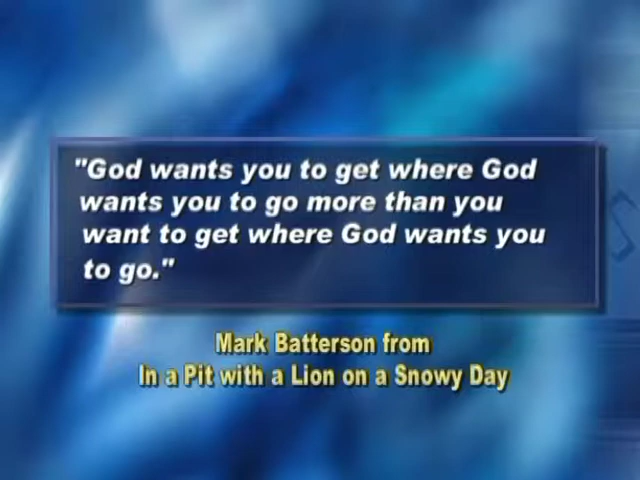 "God wants you to get where God
wants you to go more than you
want to get where God wants you
to go."
Mark Batterson from
In a Pit with a Lion on a Snowy Day